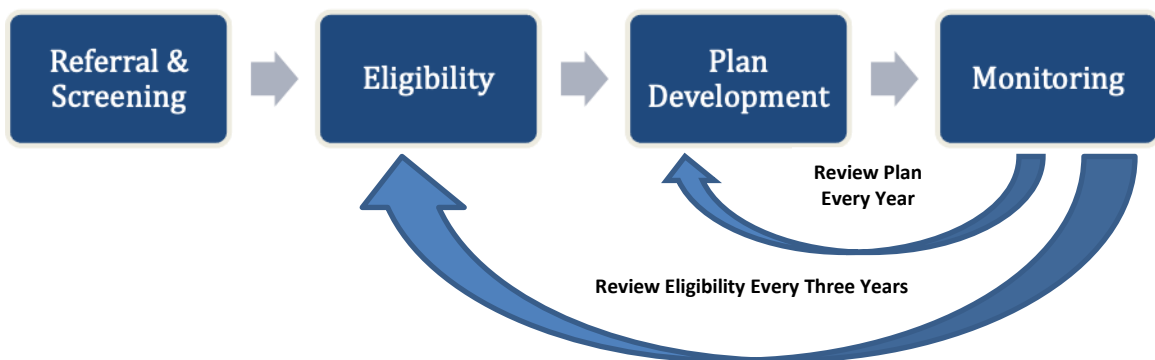 Referral &
Screening
Eligibility
Plan
Development
Monitoring
Review Plan
Every Year
Review Eligibility Every Three Years